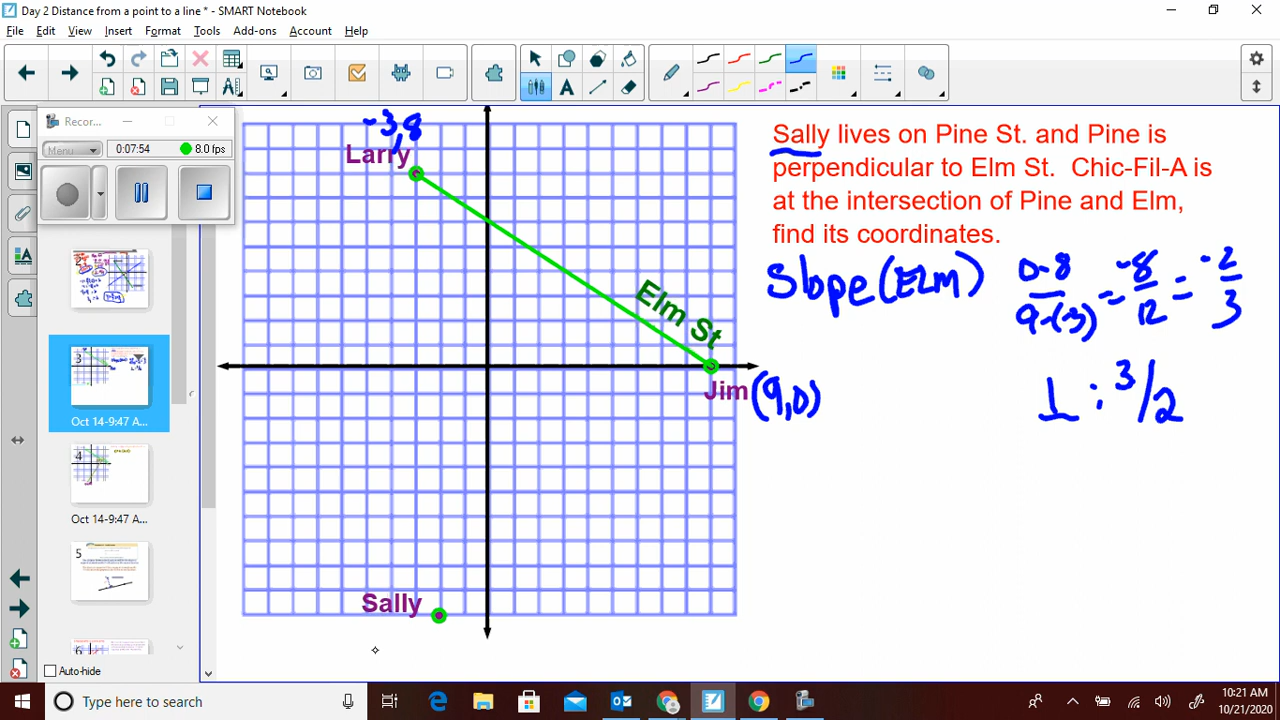 Day 2 Distance from a point to a line * - SMART Notebook
File Edit View Insert Format Tools Add-ons Account Help
Recor...
Menu 0:07:54 8.0 fps
3
Oct 14-9:47 A...
4
Oct 14-9:47 A...
5
6
Auto-hide
-3,8
Larry
Elm St
Jim (9,0)
Sally
Sally lives on Pine St. and Pine is
perpendicular to Elm St. Chic-Fil-A is
at the intersection of Pine and Elm,
find its coordinates.
Slope (ELM) 0-8/9-(-3) = -8/12 = -2/3
⊥ : 3/2
Type here to search
10:21 AM
10/21/2020